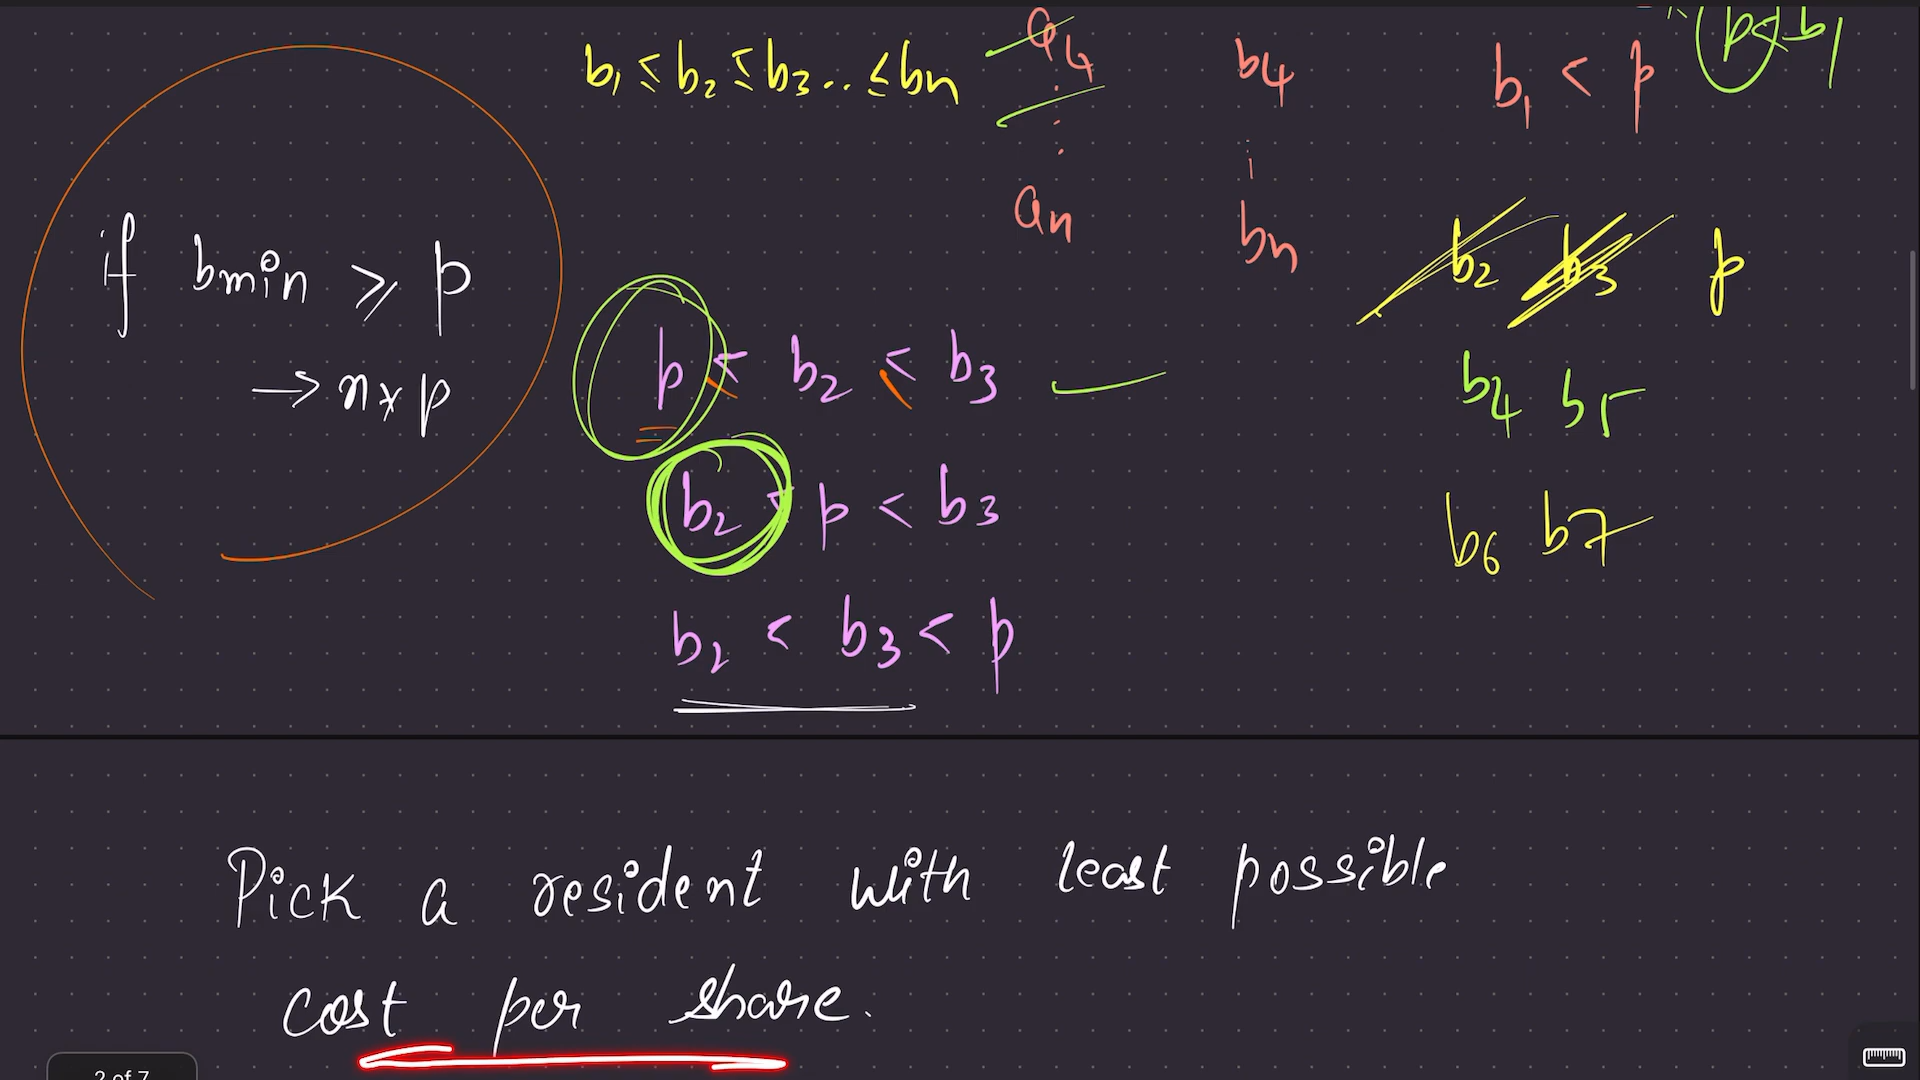 b₁ ≤ b₂ ≤ b₃.. ≤ bn
a₄ b₄
b₁ < p
p < b₁
an bn
if bmin ≥ p
→ n * p
b₂ b₃ p
p < b₂ < b₃
b₄ b₅
b₂ < p < b₃
b₆ b₇
b₂ < b₃ < p
Pick a resident with least possible
cost per share.
2 of 7